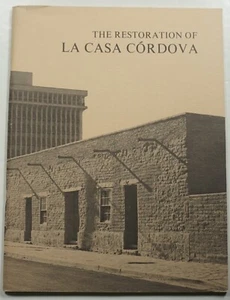 THE RESTORATION OF
LA CASA CÓRDOVA